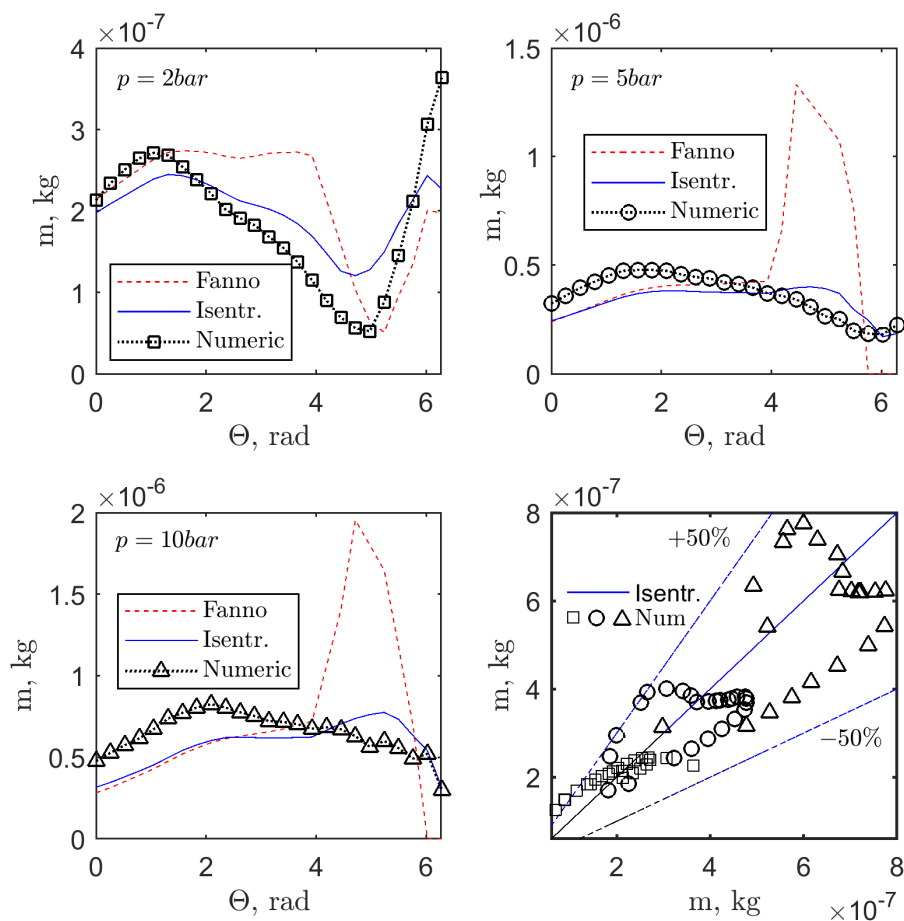 ×10⁻⁷
4
3
2
1
0
m, kg
p = 2bar
Fanno
Isentr.
Numeric
0 2 4 6
Θ, rad
×10⁻⁶
1.5
1
0.5
0
m, kg
p = 5bar
Fanno
Isentr.
Numeric
0 2 4 6
Θ, rad
×10⁻⁶
2
1.5
1
0.5
0
m, kg
p = 10bar
Fanno
Isentr.
Numeric
0 2 4 6
Θ, rad
×10⁻⁷
8
6
4
2
m, kg
+50%
Isentr.
Num
−50%
2 4 6 8
m, kg
×10⁻⁷